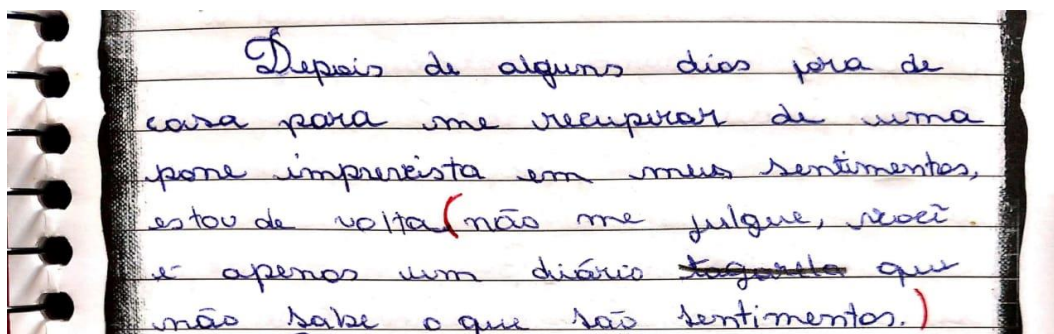 Depois de alguns dias fora de
casa para me recuperar de uma
pane imprevista em meus sentimentos,
estou de volta (não me julgue, você
é apenas um diário tagarela que
não sabe o que são sentimentos.)